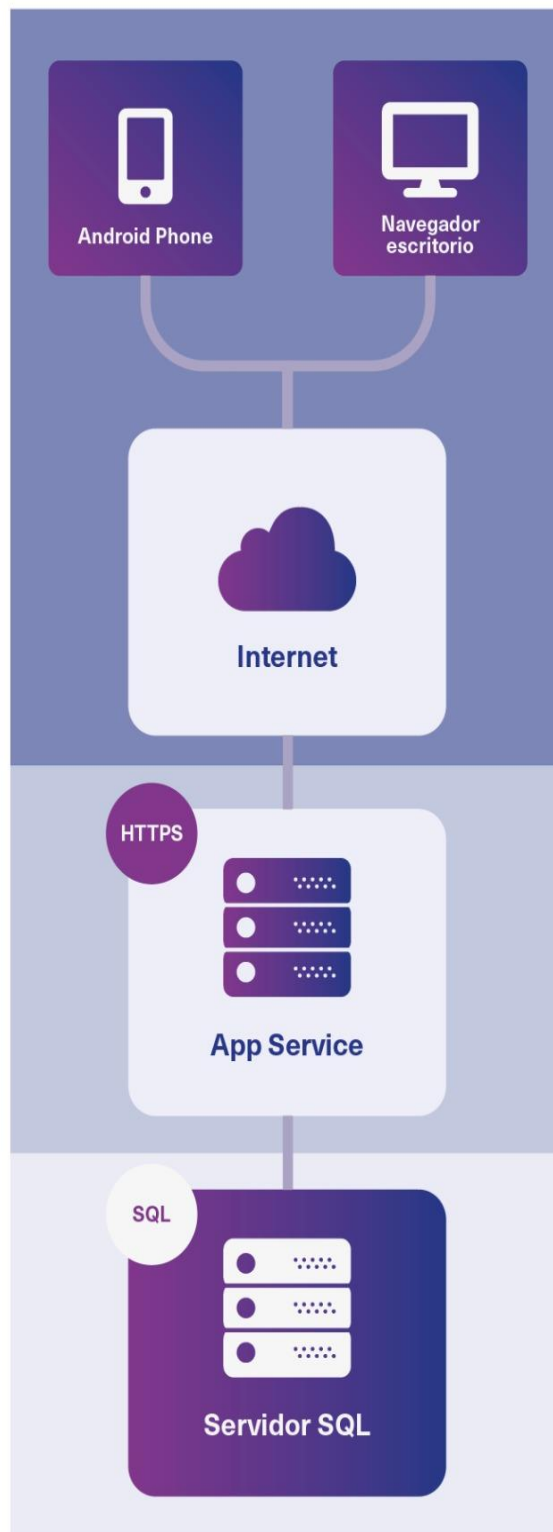 Android Phone
Navegador
escritorio
Internet
HTTPS
App Service
SQL
Servidor SQL